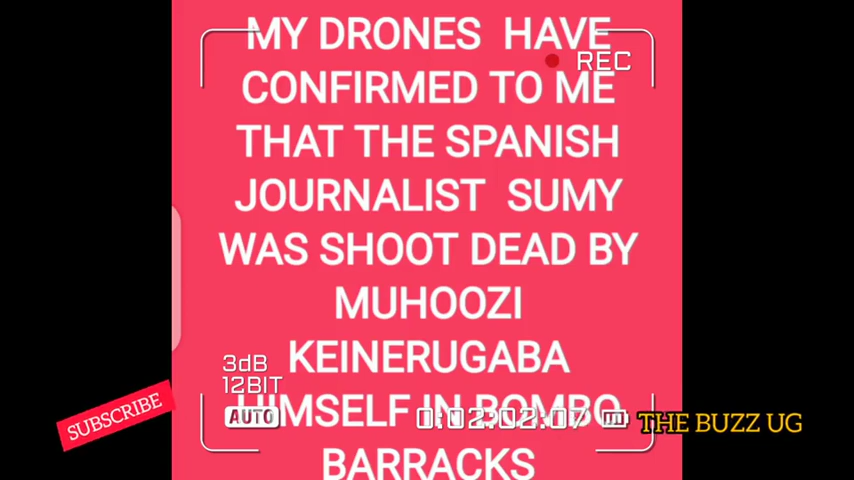 MY DRONES HAVE
REC
CONFIRMED TO ME
THAT THE SPANISH
JOURNALIST SUMY
WAS SHOOT DEAD BY
MUHOOZI
KEINERUGABA
3dB
12BIT
HIMSELF IN BOMBO
AUTO
0:02:02:07
BARRACKS
SUBSCRIBE
THE BUZZ UG